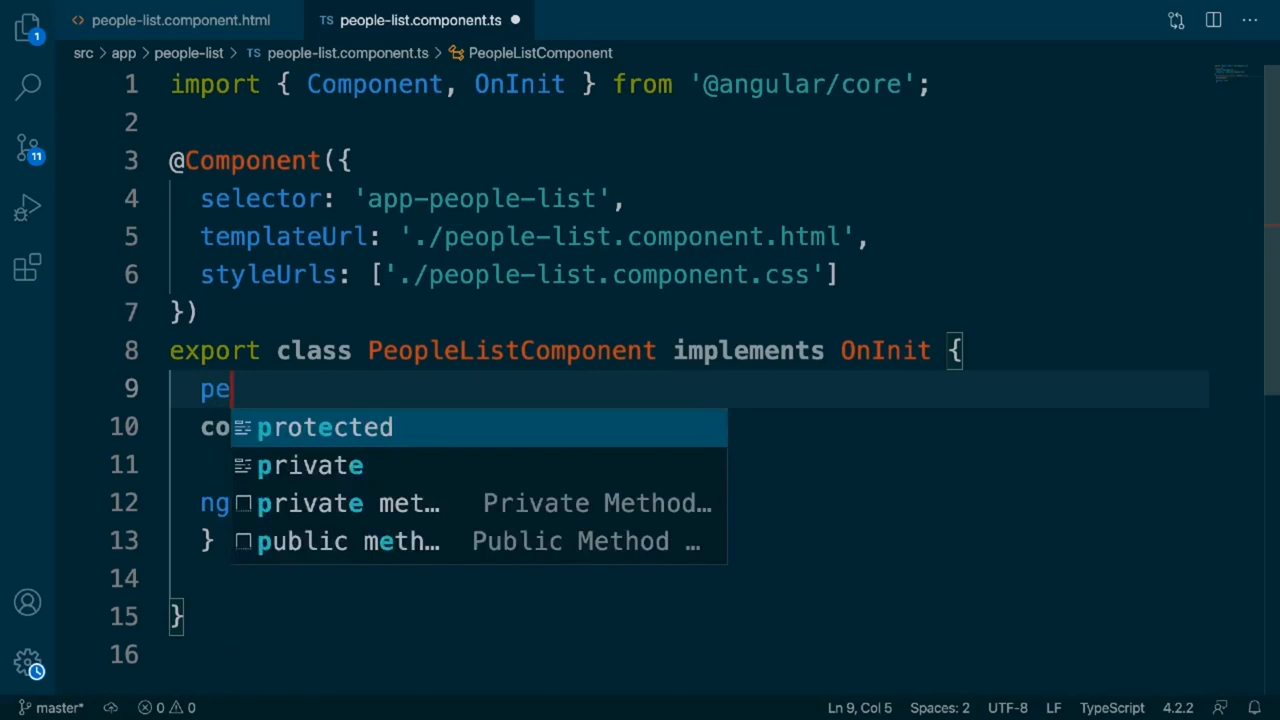 people-list.component.html TS people-list.component.ts
src > app > people-list > TS people-list.component.ts > PeopleListComponent
1 import { Component, OnInit } from '@angular/core';
2
3 @Component({
4 selector: 'app-people-list',
5 templateUrl: './people-list.component.html',
6 styleUrls: ['./people-list.component.css']
7 })
8 export class PeopleListComponent implements OnInit {
9 pe
10 co protected
11 private
12 ng private met… Private Method…
13 } public meth… Public Method …
14
15 }
16
1
11
master* 0 0 Ln 9, Col 5 Spaces: 2 UTF-8 LF TypeScript 4.2.2